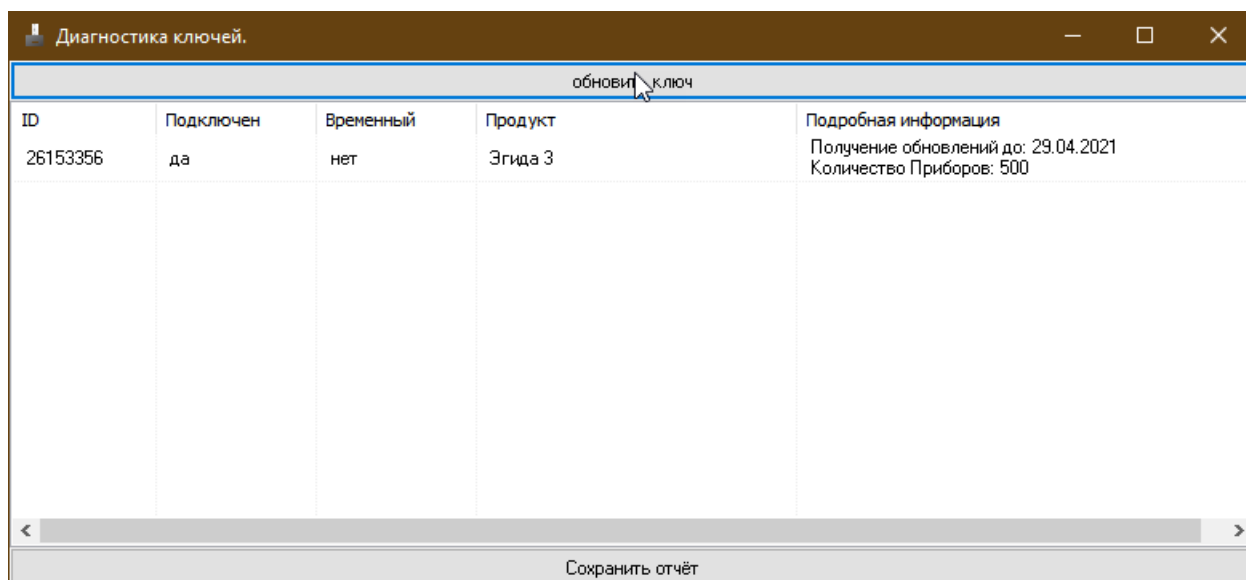 Диагностика ключей.
обновить ключ
ID Подключен Временный Продукт Подробная информация
26153356 да нет Эгида 3 Получение обновлений до: 29.04.2021
Количество Приборов: 500
Сохранить отчёт